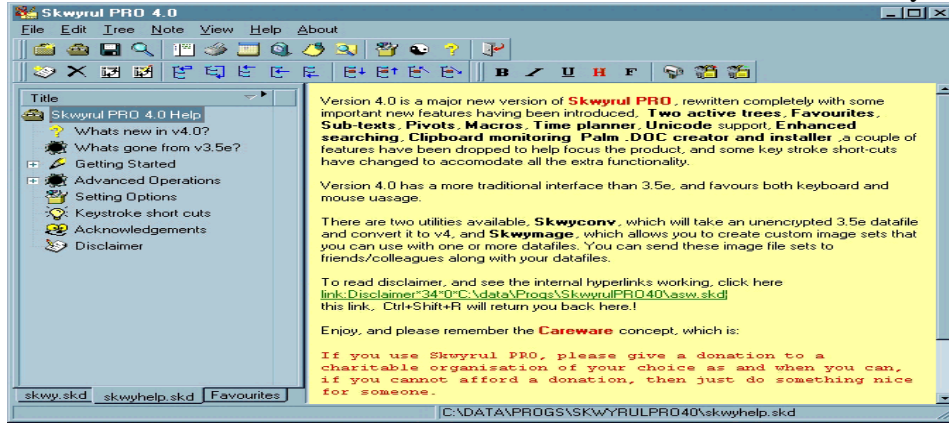 Skwyrul PRO 4.0
File Edit Tree Note View Help About
B U H F
Title
Skwyrul PRO 4.0 Help
Whats new in v4.0?
Whats gone from v3.5e?
Getting Started
Advanced Operations
Setting Options
Keystroke short cuts
Acknowledgements
Disclaimer
Version 4.0 is a major new version of Skwyrul PRO, rewritten completely with some
important new features having been introduced, Two active trees, Favourites,
Sub-texts, Pivots, Macros, Time planner, Unicode support, Enhanced
searching, Clipboard monitoring, Palm .DOC creator and installer ,a couple of
features have been dropped to help focus the product, and some key stroke short-cuts
have changed to accomodate all the extra functionality.
Version 4.0 has a more traditional interface than 3.5e, and favours both keyboard and
mouse uasage.
There are two utilities available, Skwyconv, which will take an unencrypted 3.5e datafile
and convert it to v4, and Skwymage, which allows you to create custom image sets that
you can use with one or more datafiles. You can send these image file sets to
friends/colleagues along with your datafiles.
To read disclaimer, and see the internal hyperlinks working, click here
link:Disclaimer*34*0*C:\data\Progs\SkwyrulPRO40\asw.skd|
this link, Ctrl+Shift+R will return you back here.!
Enjoy, and please remember the Careware concept, which is:
If you use Skwyrul PRO, please give a donation to a
charitable organisation of your choice as and when you can,
if you cannot afford a donation, then just do something nice
for someone.
skwy.skd skwyhelp.skd Favourites
C:\DATA\PROGS\SKWYRULPRO40\skwyhelp.skd